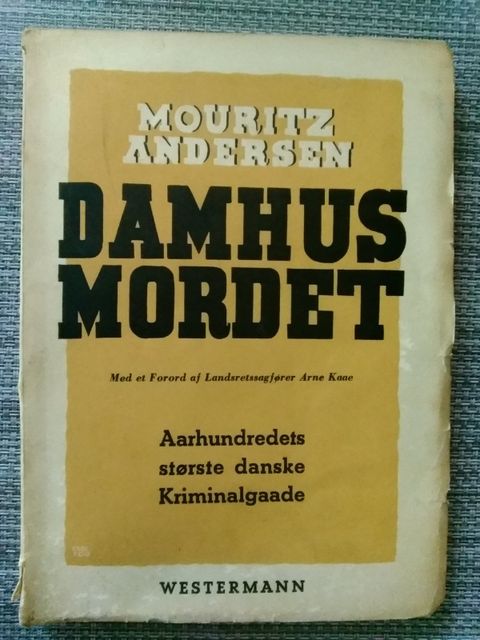 MOURITZ
ANDERSEN
DAMHUS
MORDET
Med et Forord af Landsretssagfører Arne Kaae
Aarhundredets
største danske
Kriminalgaade
WESTERMANN